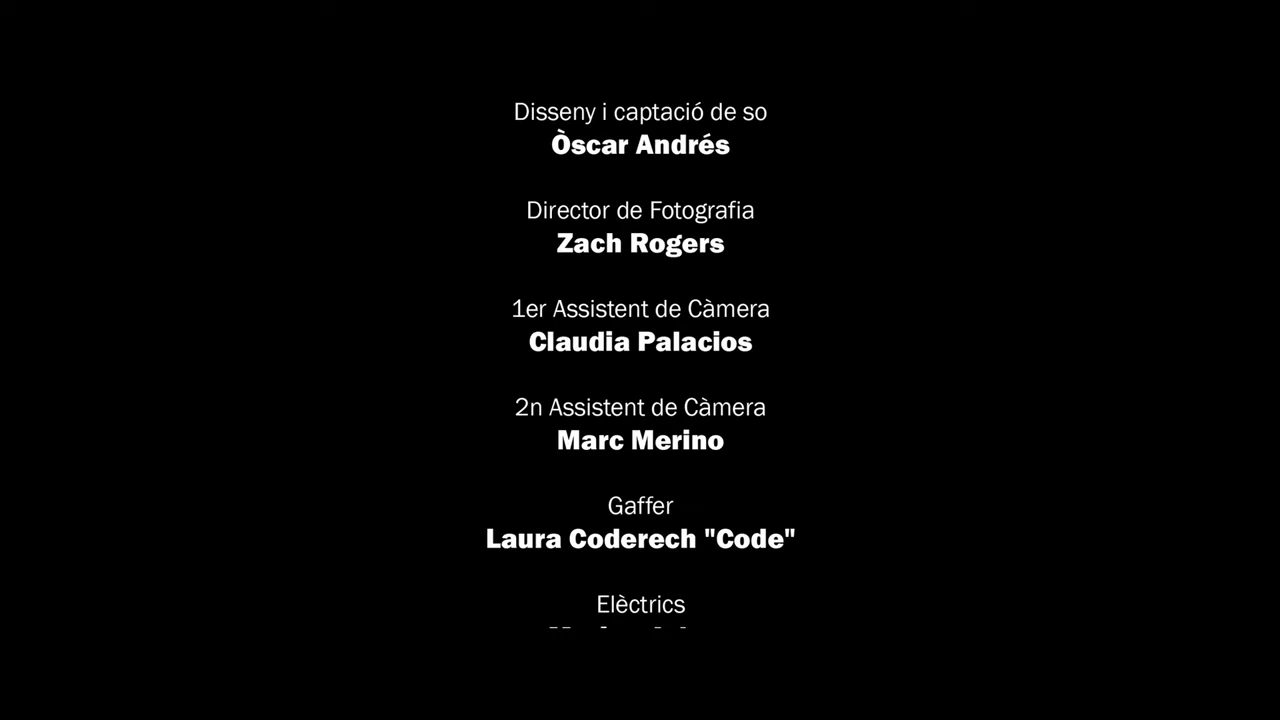 Disseny i captació de so
Òscar Andrés
Director de Fotografia
Zach Rogers
1er Assistent de Càmera
Claudia Palacios
2n Assistent de Càmera
Marc Merino
Gaffer
Laura Coderech "Code"
Elèctrics